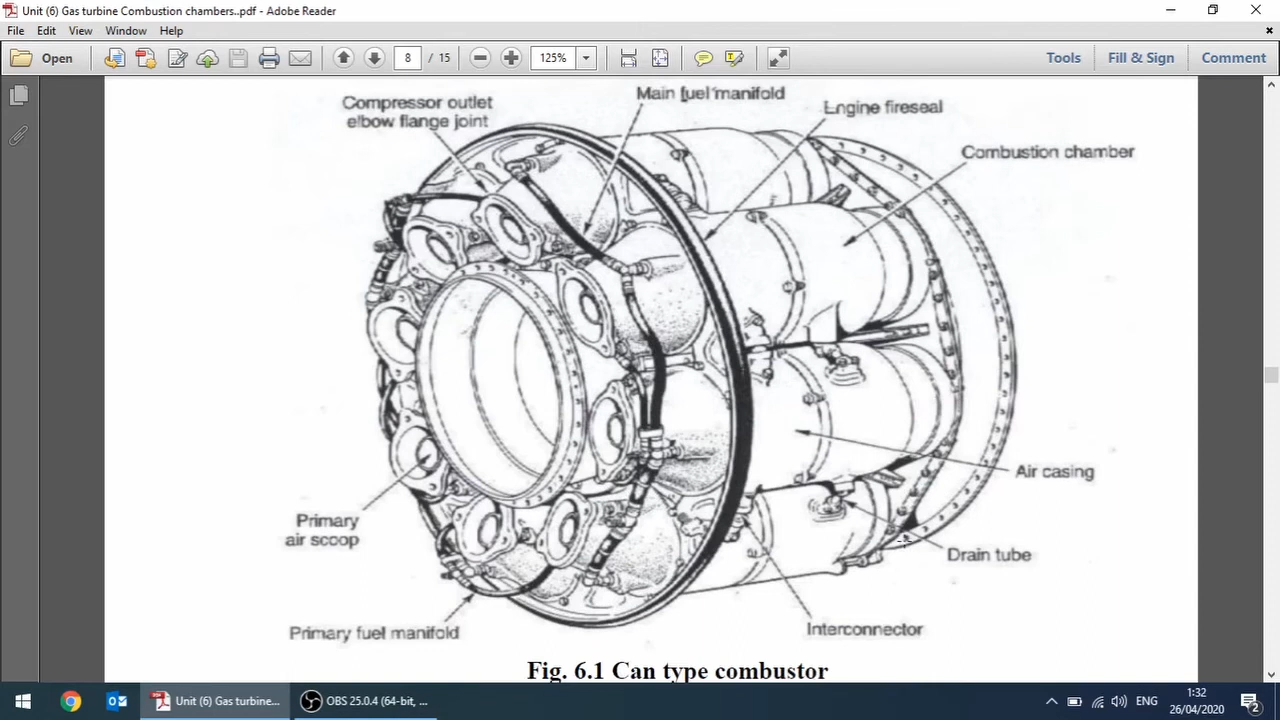 Unit (6) Gas turbine Combustion chambers..pdf - Adobe Reader
File Edit View Window Help
Open
8 / 15
125%
Tools
Fill & Sign
Comment
Main fuel manifold
Compressor outlet
elbow flange joint
Engine fireseal
Combustion chamber
Air casing
Primary
air scoop
Drain tube
Primary fuel manifold
Interconnector
Fig. 6.1 Can type combustor
Unit (6) Gas turbine...
OBS 25.0.4 (64-bit, ...
ENG
1:32
26/04/2020
2